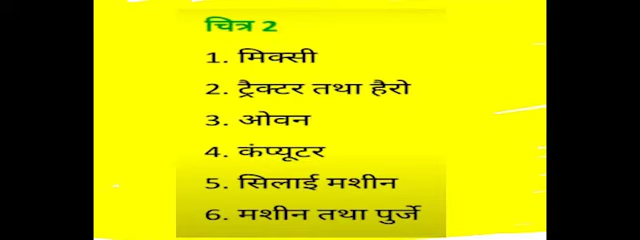 चित्र 2
1. मिक्सी
2. ट्रैक्टर तथा हैरो
3. ओवन
4. कंप्यूटर
5. सिलाई मशीन
6. मशीन तथा पुर्जे